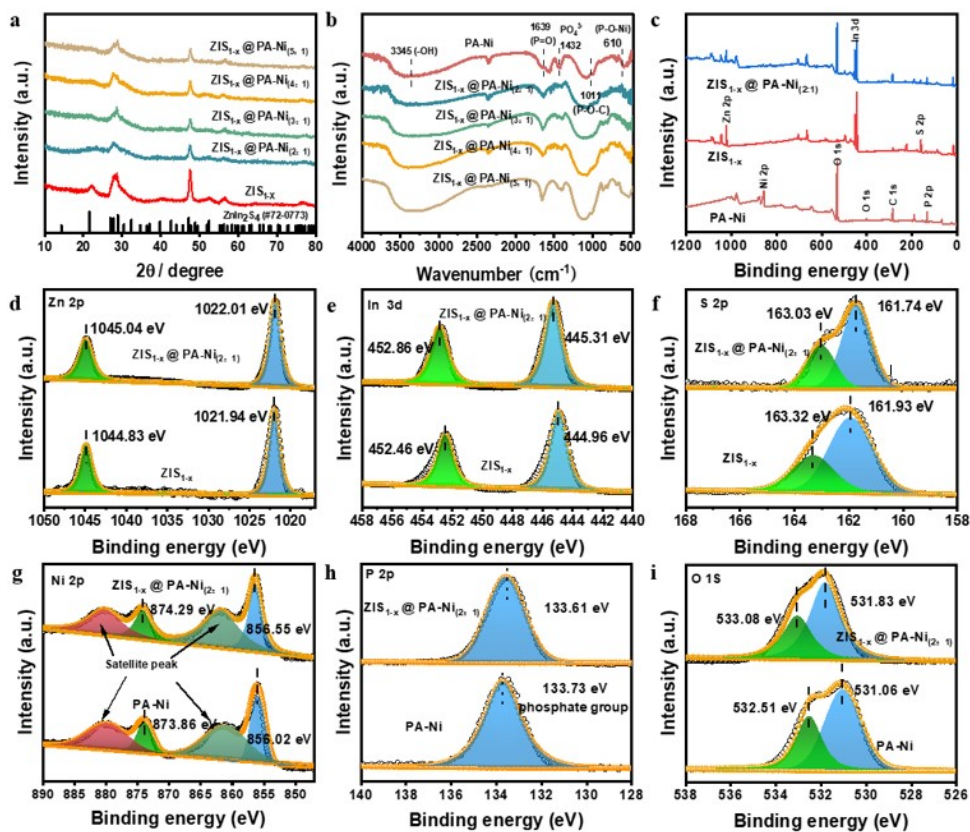 a
Intensity (a.u.)
ZIS1-x @ PA-Ni(5:1)
ZIS1-x @ PA-Ni(4:1)
ZIS1-x @ PA-Ni(3:1)
ZIS1-x @ PA-Ni(2:1)
ZIS1-x
ZnIn2S4 (#72-0773)
10 20 30 40 50 60 70 80
2θ / degree
b
Intensity (a.u.)
3345 (-OH)
PA-Ni
1639
(P=O)
PO4 3-
1432
(P-O-Ni)
610
ZIS1-x @ PA-Ni(2:1)
1011
(P-O-C)
ZIS1-x @ PA-Ni(3:1)
ZIS1-x @ PA-Ni(4:1)
ZIS1-x @ PA-Ni(5:1)
4000 3500 3000 2500 2000 1500 1000 500
Wavenumber (cm-1)
c
Intensity (a.u.)
In 3d
ZIS1-x @ PA-Ni(2:1)
Zn 2p
S 2p
ZIS1-x
O 1s
Ni 2p
O 1s
C 1s
P 2p
PA-Ni
1200 1000 800 600 400 200 0
Binding energy (eV)
d
Intensity (a.u.)
Zn 2p
1022.01 eV
1045.04 eV
ZIS1-x @ PA-Ni(2:1)
1021.94 eV
1044.83 eV
ZIS1-x
1050 1045 1040 1035 1030 1025 1020
Binding energy (eV)
e
Intensity (a.u.)
In 3d
ZIS1-x @ PA-Ni(2:1)
452.86 eV
445.31 eV
452.46 eV
444.96 eV
ZIS1-x
458 456 454 452 450 448 446 444 442 440
Binding energy (eV)
f
Intensity (a.u.)
S 2p
163.03 eV
161.74 eV
ZIS1-x @ PA-Ni(2:1)
163.32 eV
161.93 eV
ZIS1-x
168 166 164 162 160 158
Binding energy (eV)
g
Intensity (a.u.)
Ni 2p
ZIS1-x @ PA-Ni(2:1)
874.29 eV
856.55 eV
Satellite peak
PA-Ni
873.86 eV
856.02 eV
890 885 880 875 870 865 860 855 850
Binding energy (eV)
h
Intensity (a.u.)
P 2p
ZIS1-x @ PA-Ni(2:1)
133.61 eV
133.73 eV
phosphate group
PA-Ni
140 138 136 134 132 130 128
Binding energy (eV)
i
Intensity (a.u.)
O 1S
531.83 eV
533.08 eV
ZIS1-x @ PA-Ni(2:1)
531.06 eV
532.51 eV
PA-Ni
538 536 534 532 530 528 526
Binding energy (eV)